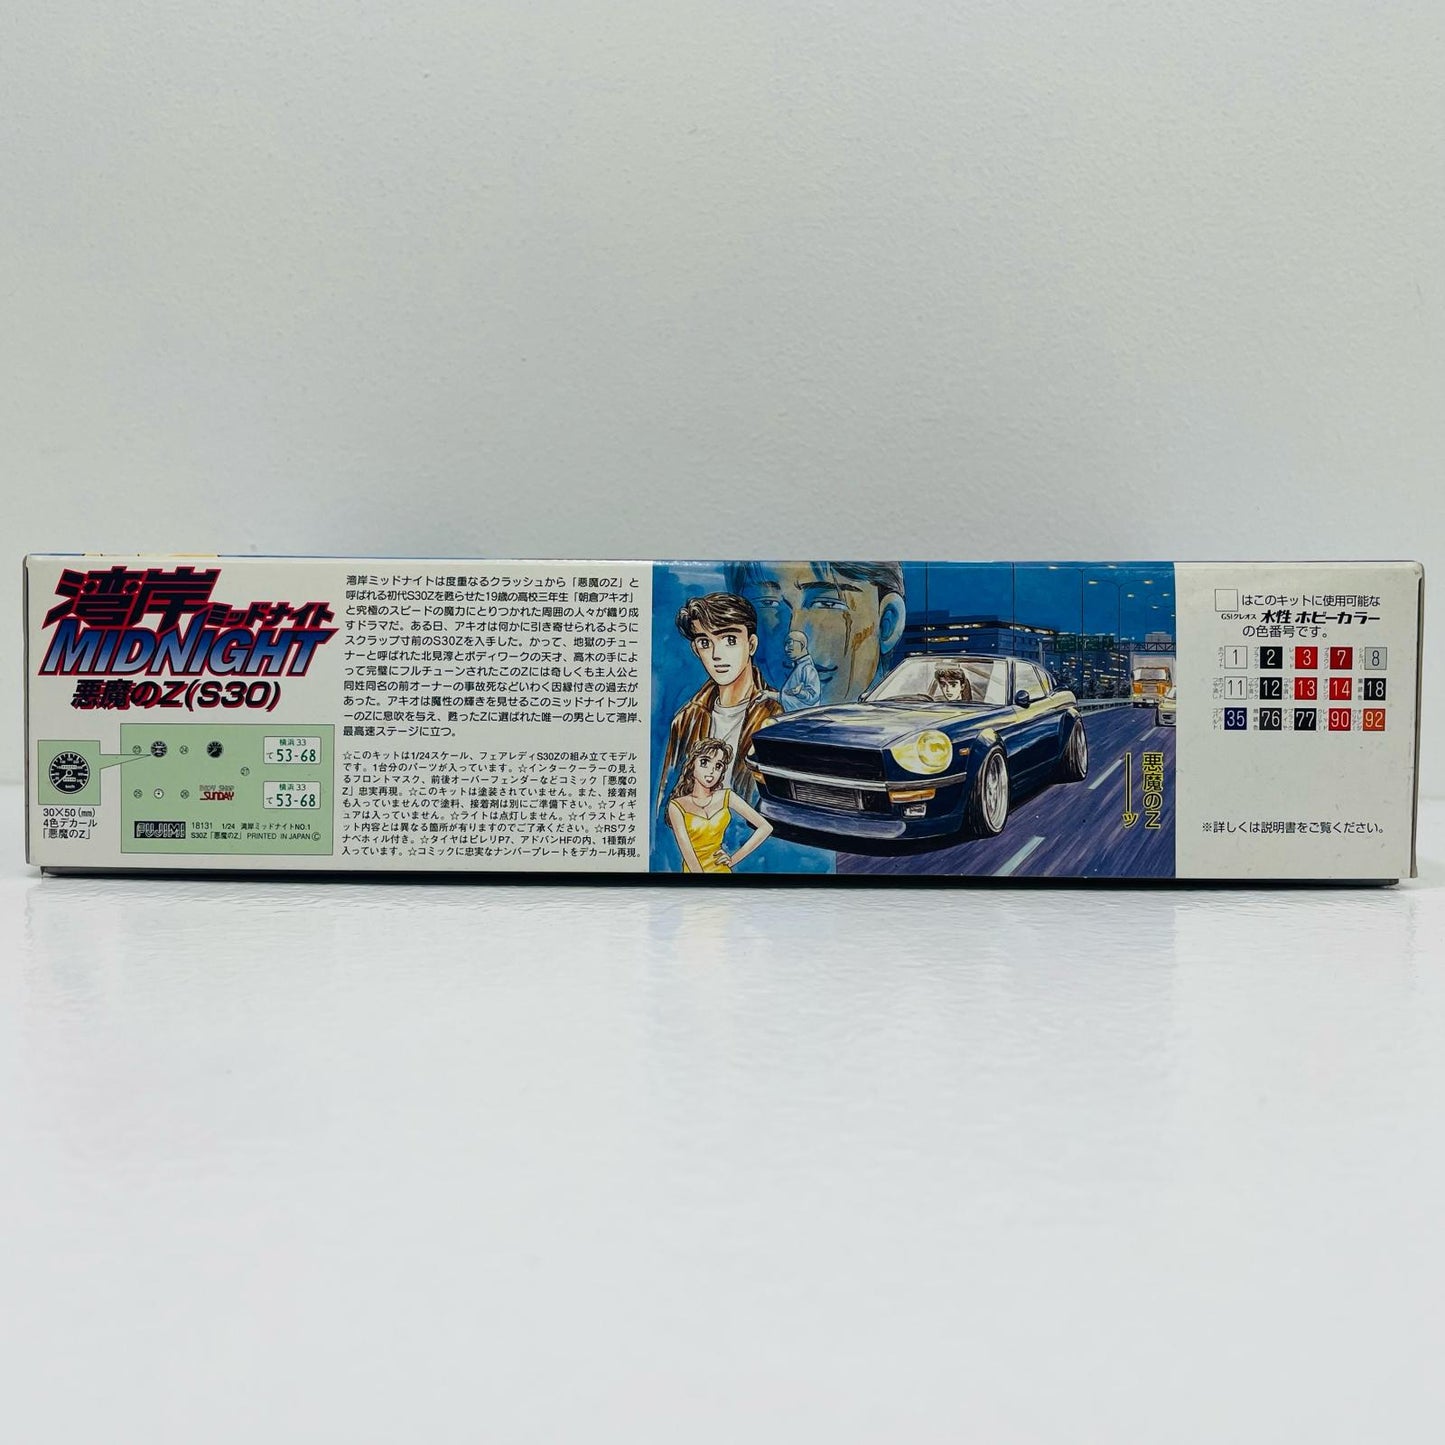 湾岸ミッドナイト
MIDNIGHT
悪魔のZ(S30)
30×50(mm)
4色デカール
「悪魔のZ」
横浜 33
て 53-68
横浜 33
て 53-68
SUNDAY
FUJIMI
18131 1/24 湾岸ミッドナイトNO.1
S30Z「悪魔のZ」 PRINTED IN JAPAN Ⓒ
湾岸ミッドナイトは度重なるクラッシュから「悪魔のZ」と
呼ばれる初代S30Zを甦らせた19歳の高校三年生「朝倉アキオ」
と究極のスピードの魔力にとりつかれた周囲の人々が織り成
すドラマだ。ある日、アキオは何かに引き寄せられるように
スクラップ寸前のS30Zを入手した。かって、地獄のチュー
ナーと呼ばれた北見淳とボディワークの天才、高木の手によ
って完璧にフルチューンされたこのZには奇しくも主人公と
同姓同名の前オーナーの事故死などいわく因縁付きの過去が
あった。アキオは魔性の輝きを見せるこのミッドナイトブル
ーのZに息吹を与え、甦ったZに選ばれた唯一の男として湾岸、
最高速ステージに立つ。
☆このキットは1/24スケール、フェアレディS30Zの組み立てモデル
です。1台分のパーツが入っています。☆インタークーラーの見え
るフロントマスク、前後オーバーフェンダーなどコミック「悪魔の
Z」忠実再現。☆このキットは塗装されていません。また、接着剤
も入っていませんので塗料、接着剤は別にご準備下さい。☆フィギ
ュアは入っていません。☆ライトは点灯しません。☆イラストとキ
ット内容とは異なる箇所が有りますのでご了承ください。☆RSワタ
ナベホィル付き。☆タイヤはピレリP7、アドバンHFの内、1種類が
入っています。☆コミックに忠実なナンバープレートをデカール再現。
悪魔のZ――ッ
はこのキットに使用可能な
GSIクレオス 水性 ホビーカラー
の色番号です。
1 2 3 7 8
11 12 13 14 18
35 76 77 90 92
※詳しくは説明書をご覧ください。